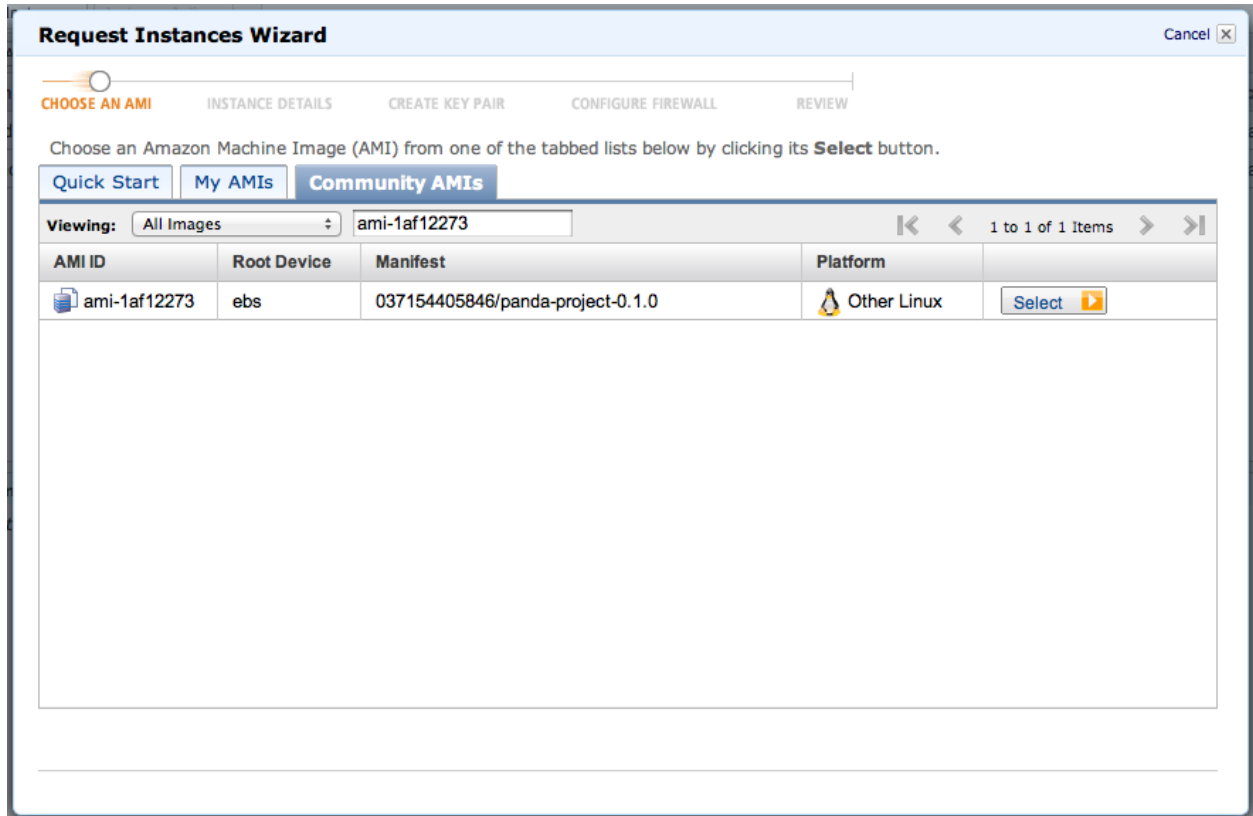 Request Instances Wizard Cancel
CHOOSE AN AMI INSTANCE DETAILS CREATE KEY PAIR CONFIGURE FIREWALL REVIEW
Choose an Amazon Machine Image (AMI) from one of the tabbed lists below by clicking its Select button.
Quick Start My AMIs Community AMIs
Viewing: All Images ami-1af12273 1 to 1 of 1 Items
AMI ID Root Device Manifest Platform
ami-1af12273 ebs 037154405846/panda-project-0.1.0 Other Linux Select